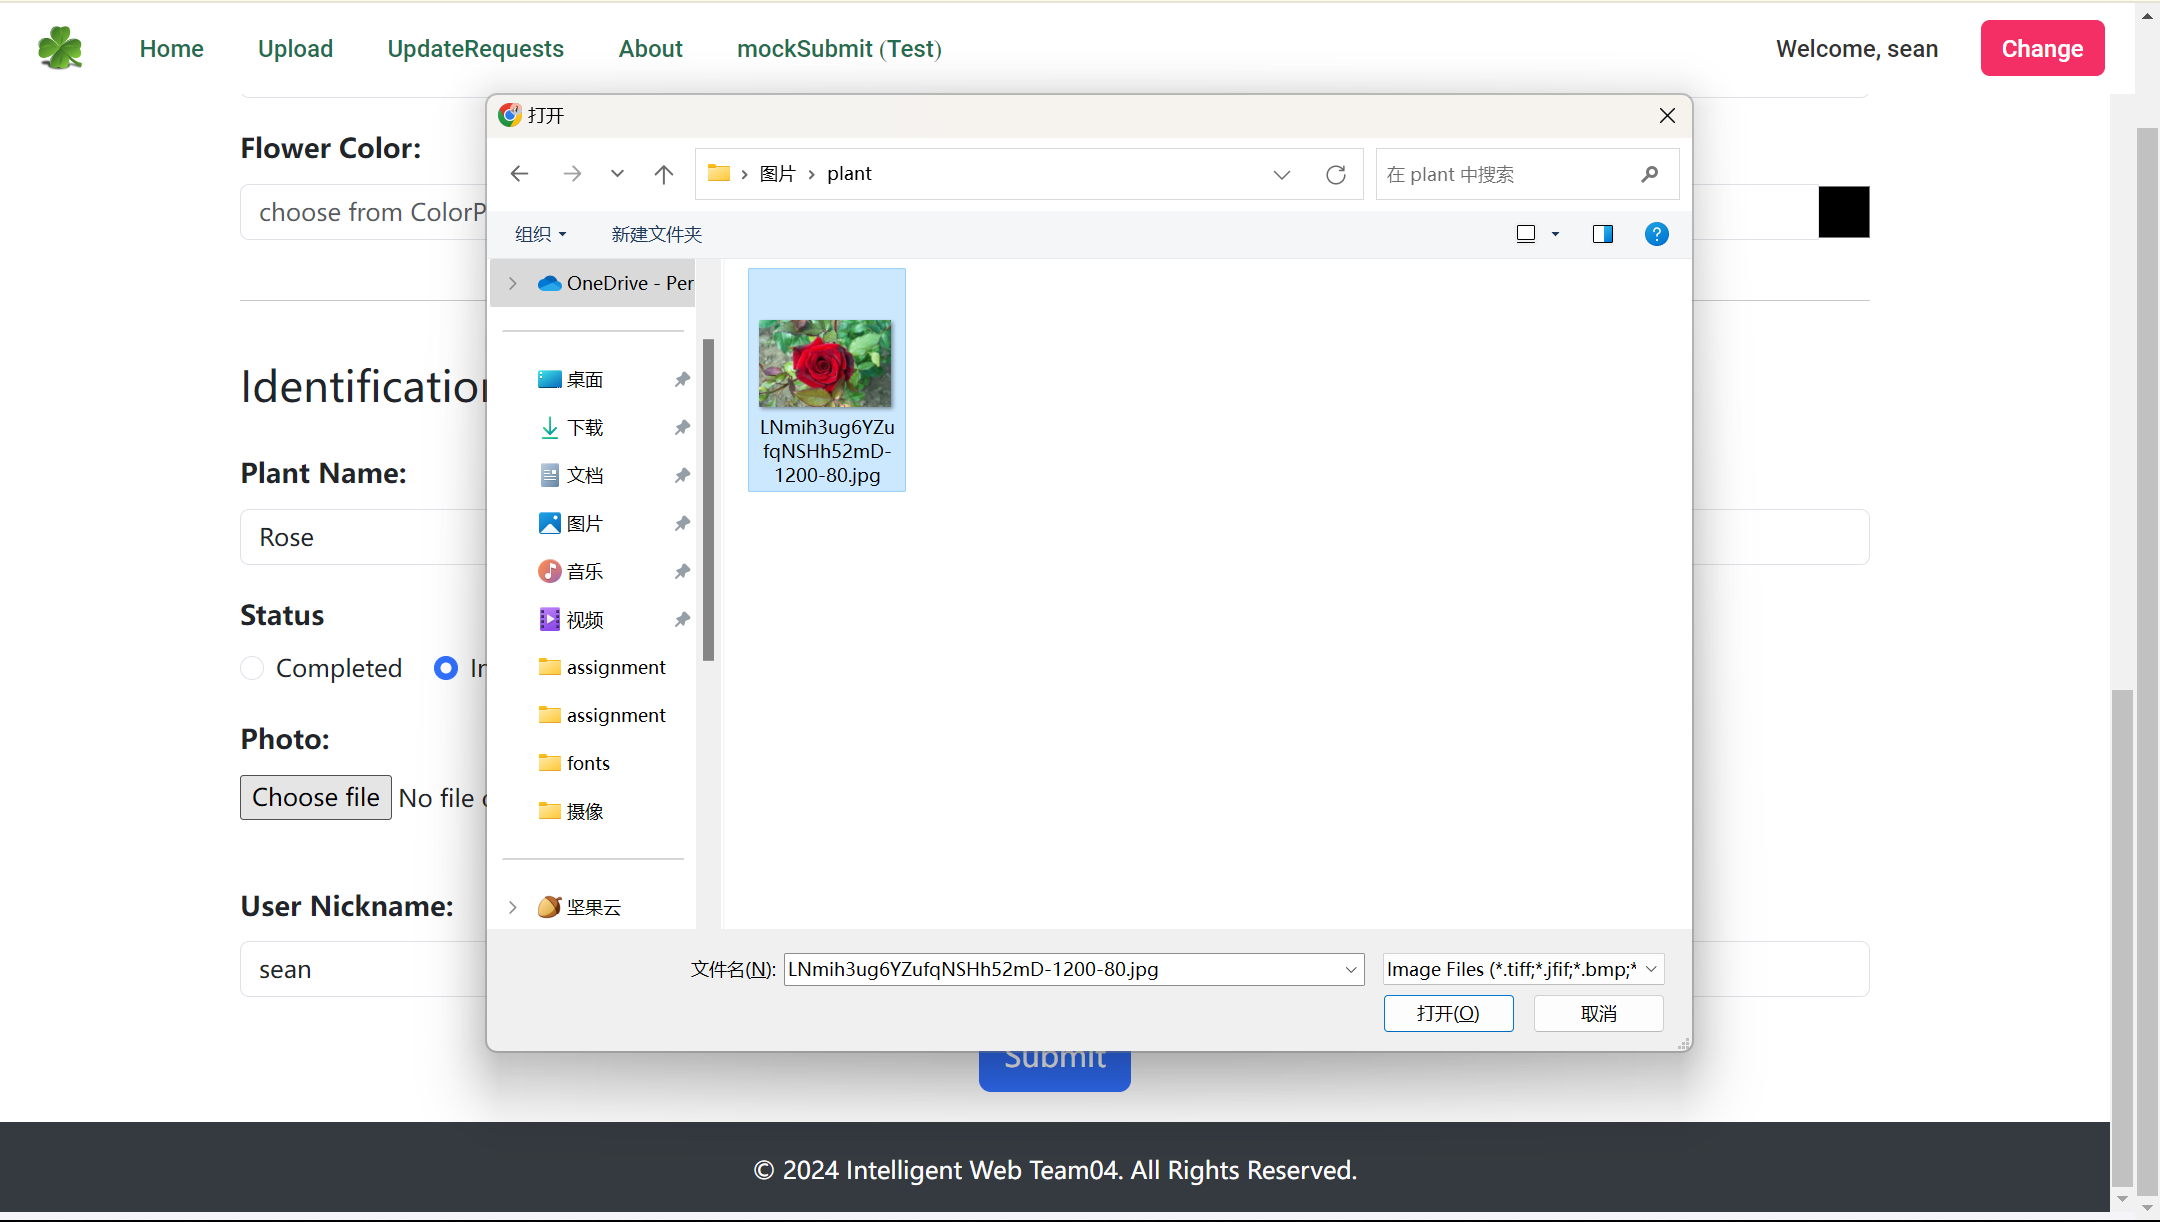 Home Upload UpdateRequests About mockSubmit (Test) Welcome, sean Change
打开
图片 plant 在 plant 中搜索
组织 新建文件夹
OneDrive - Per
桌面
下载
文档
图片
音乐
视频
assignment
assignment
fonts
摄像
坚果云
LNmih3ug6YZu
fqNSHh52mD-
1200-80.jpg
文件名(N): LNmih3ug6YZufqNSHh52mD-1200-80.jpg Image Files (*.tiff;*.jfif;*.bmp;*
打开(O) 取消
Flower Color:
choose from ColorP
Identification
Plant Name:
Rose
Status
Completed In
Photo:
Choose file No file
User Nickname:
sean
Submit
© 2024 Intelligent Web Team04. All Rights Reserved.